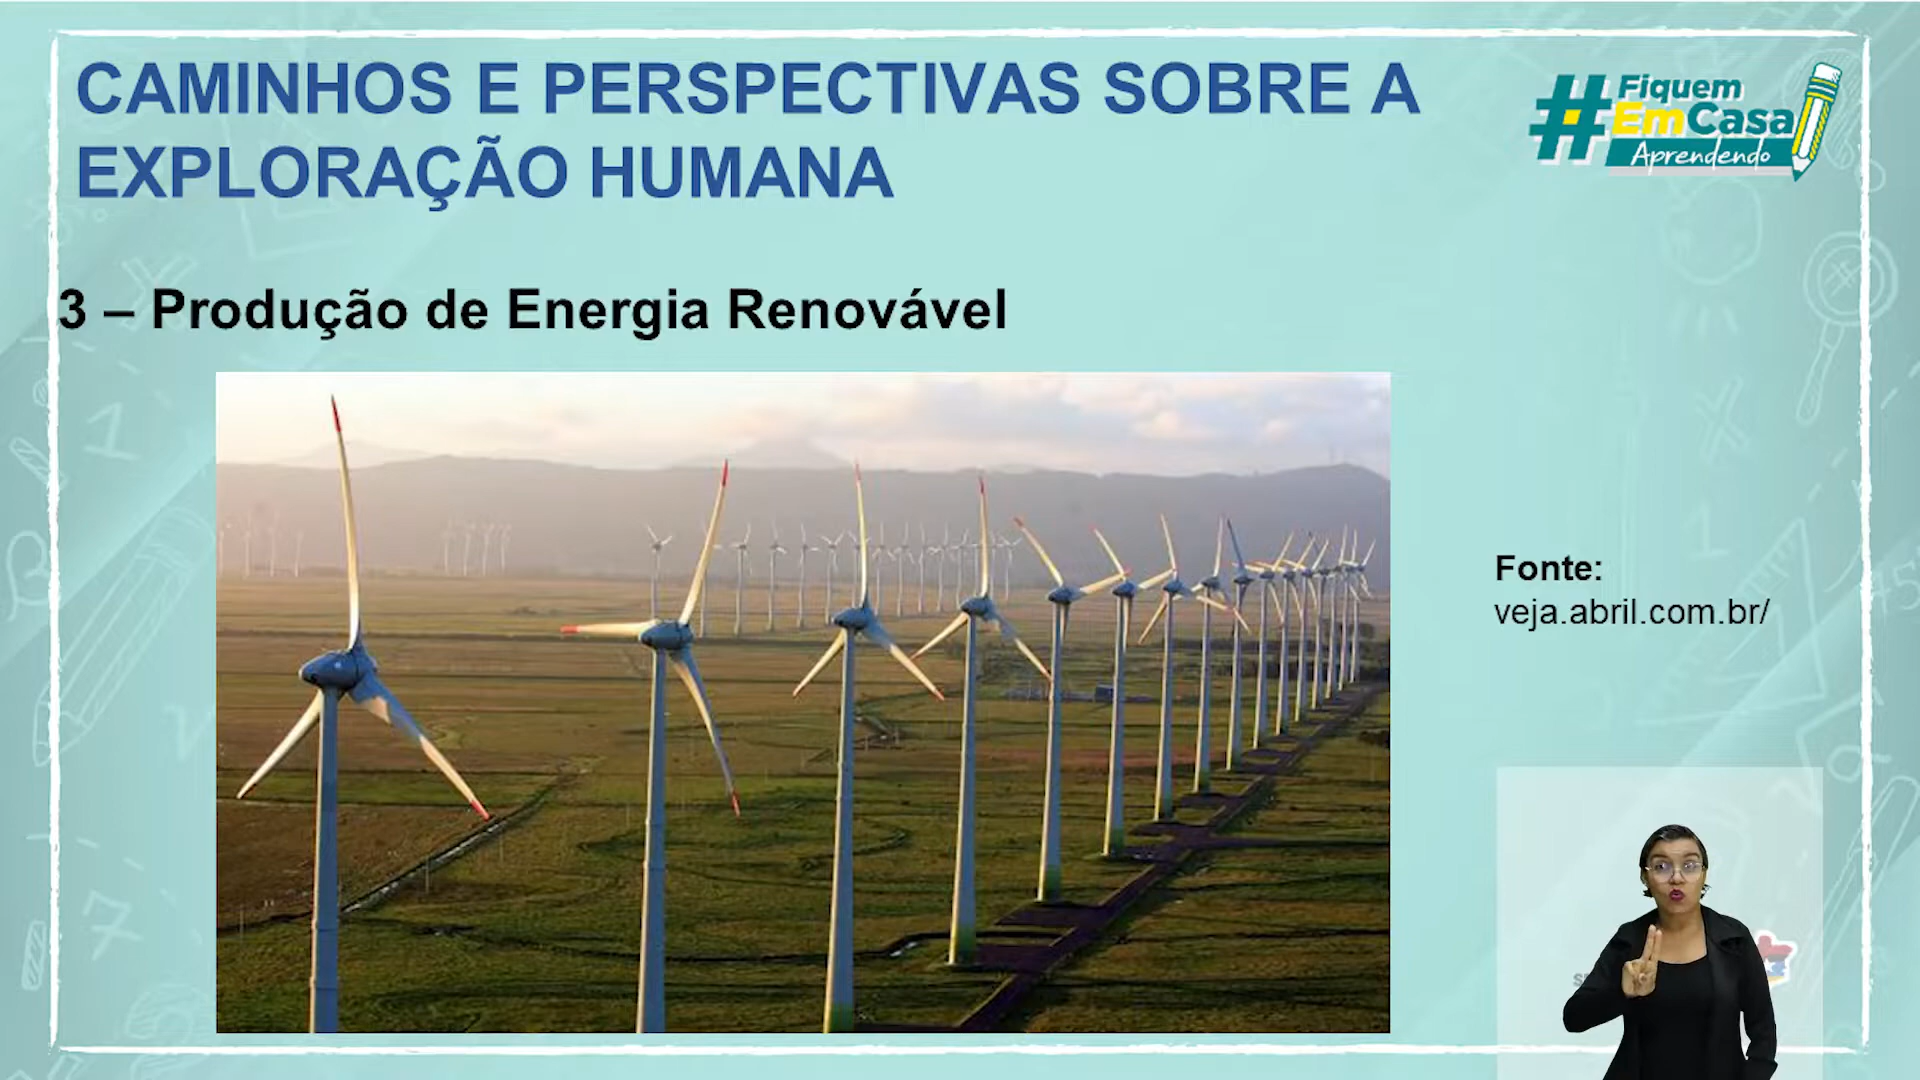 CAMINHOS E PERSPECTIVAS SOBRE A
EXPLORAÇÃO HUMANA
#Fiquem
EmCasa
Aprendendo
3 – Produção de Energia Renovável
Fonte:
veja.abril.com.br/